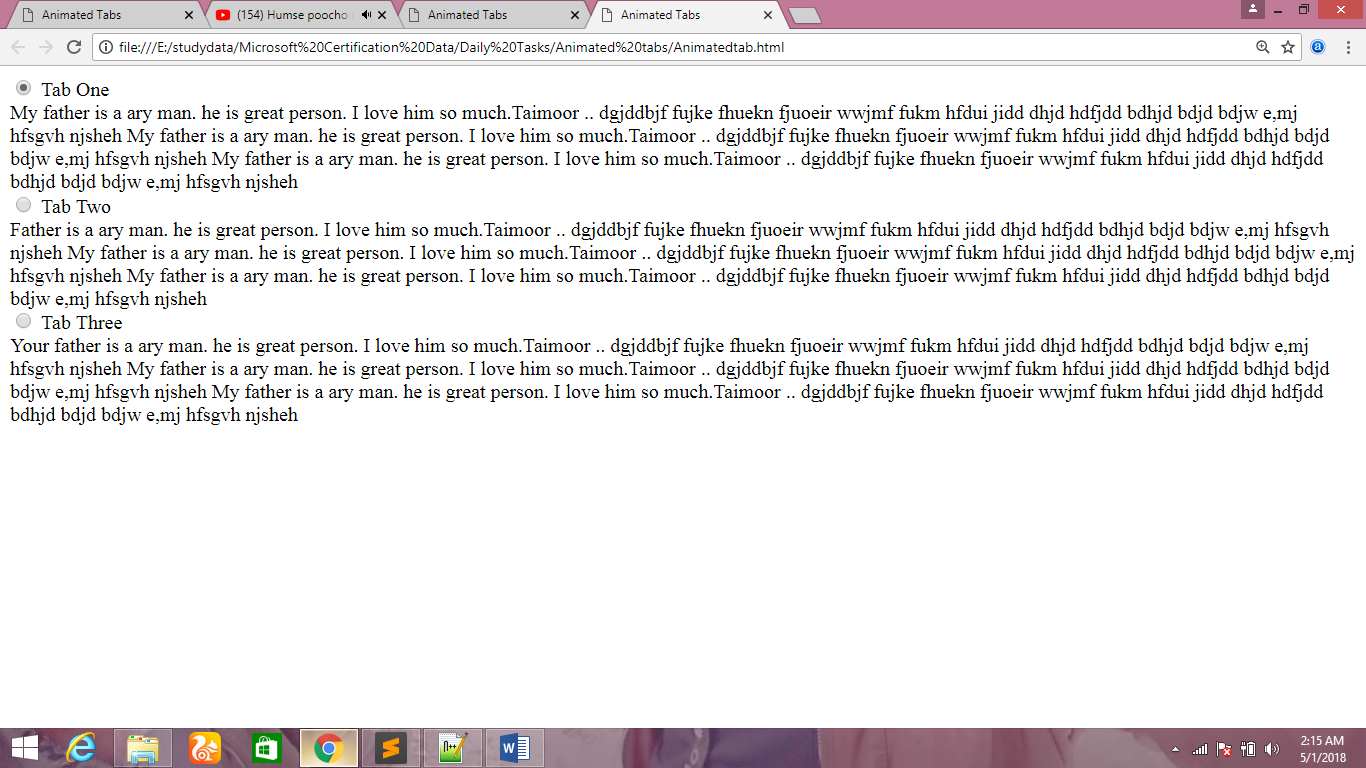 Animated Tabs
(154) Humse poocho
Animated Tabs
Animated Tabs
file:///E:/studydata/Microsoft%20Certification%20Data/Daily%20Tasks/Animated%20tabs/Animatedtab.html
Tab One
My father is a ary man. he is great person. I love him so much.Taimoor .. dgjddbjf fujke fhuekn fjuoeir wwjmf fukm hfdui jidd dhjd hdfjdd bdhjd bdjd bdjw e,mj
hfsgvh njsheh My father is a ary man. he is great person. I love him so much.Taimoor .. dgjddbjf fujke fhuekn fjuoeir wwjmf fukm hfdui jidd dhjd hdfjdd bdhjd bdjd
bdjw e,mj hfsgvh njsheh My father is a ary man. he is great person. I love him so much.Taimoor .. dgjddbjf fujke fhuekn fjuoeir wwjmf fukm hfdui jidd dhjd hdfjdd
bdhjd bdjd bdjw e,mj hfsgvh njsheh
Tab Two
Father is a ary man. he is great person. I love him so much.Taimoor .. dgjddbjf fujke fhuekn fjuoeir wwjmf fukm hfdui jidd dhjd hdfjdd bdhjd bdjd bdjw e,mj hfsgvh
njsheh My father is a ary man. he is great person. I love him so much.Taimoor .. dgjddbjf fujke fhuekn fjuoeir wwjmf fukm hfdui jidd dhjd hdfjdd bdhjd bdjd bdjw e,mj
hfsgvh njsheh My father is a ary man. he is great person. I love him so much.Taimoor .. dgjddbjf fujke fhuekn fjuoeir wwjmf fukm hfdui jidd dhjd hdfjdd bdhjd bdjd
bdjw e,mj hfsgvh njsheh
Tab Three
Your father is a ary man. he is great person. I love him so much.Taimoor .. dgjddbjf fujke fhuekn fjuoeir wwjmf fukm hfdui jidd dhjd hdfjdd bdhjd bdjd bdjw e,mj
hfsgvh njsheh My father is a ary man. he is great person. I love him so much.Taimoor .. dgjddbjf fujke fhuekn fjuoeir wwjmf fukm hfdui jidd dhjd hdfjdd bdhjd bdjd
bdjw e,mj hfsgvh njsheh My father is a ary man. he is great person. I love him so much.Taimoor .. dgjddbjf fujke fhuekn fjuoeir wwjmf fukm hfdui jidd dhjd hdfjdd
bdhjd bdjd bdjw e,mj hfsgvh njsheh
2:15 AM
5/1/2018